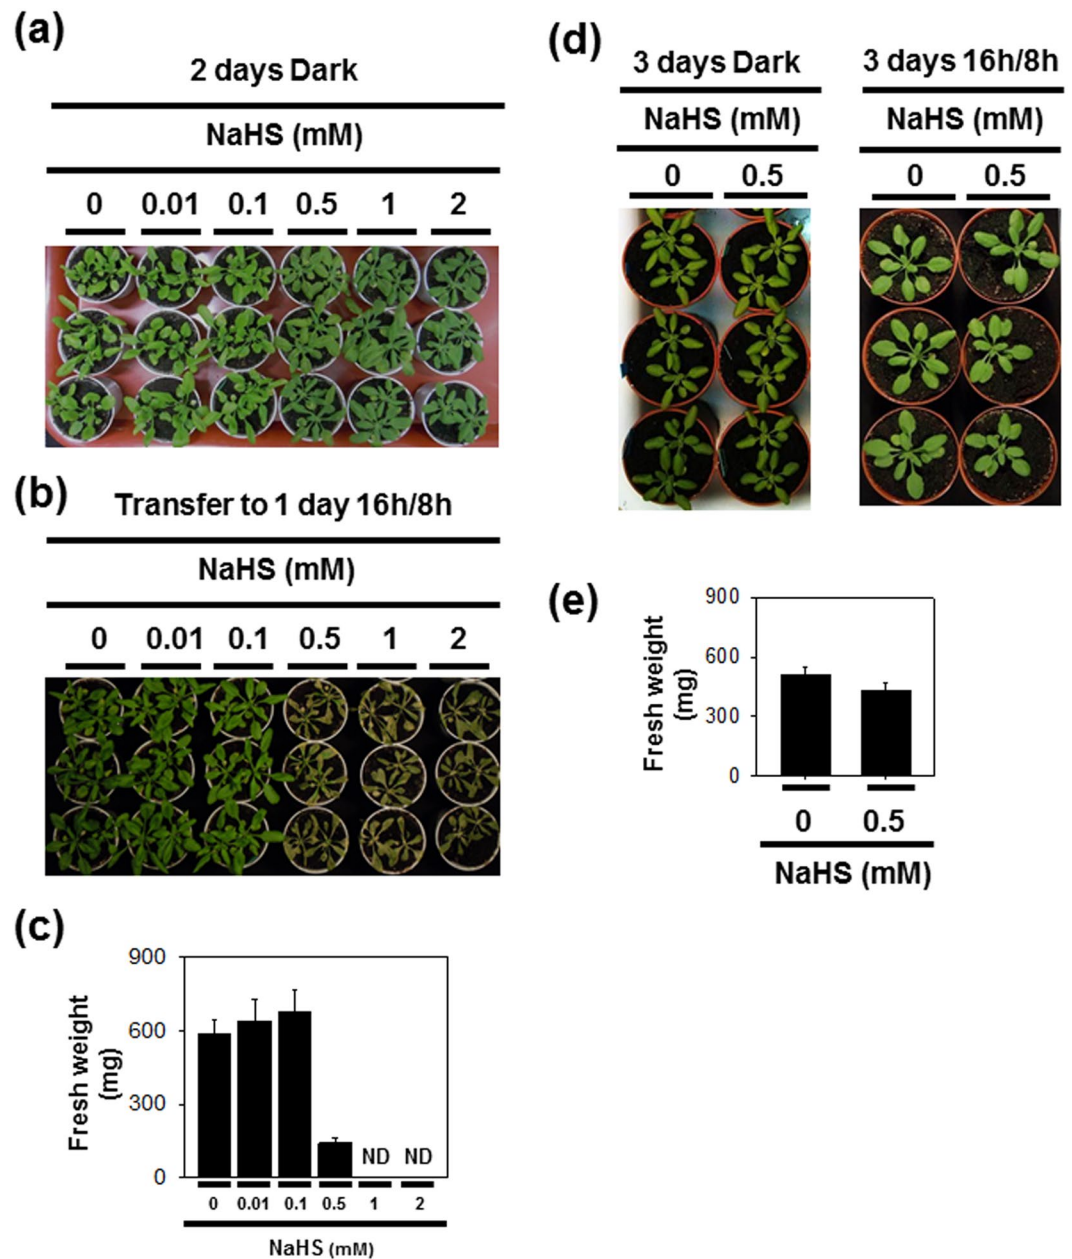 (a)
2 days Dark
NaHS (mM)
0 0.01 0.1 0.5 1 2
(b)
Transfer to 1 day 16h/8h
NaHS (mM)
0 0.01 0.1 0.5 1 2
(c)
Fresh weight
(mg)
900
600
300
0
ND ND
0 0.01 0.1 0.5 1 2
NaHS (mM)
(d)
3 days Dark
NaHS (mM)
0 0.5
3 days 16h/8h
NaHS (mM)
0 0.5
(e)
Fresh weight
(mg)
900
600
300
0
0 0.5
NaHS (mM)